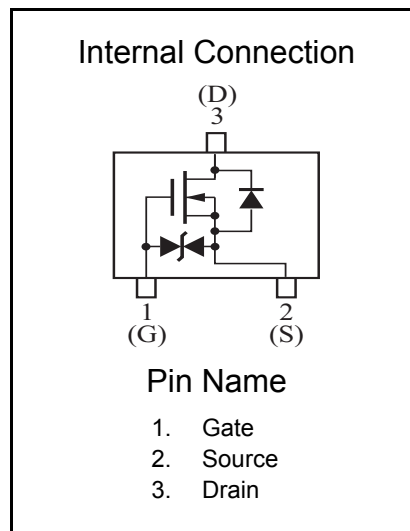 Internal Connection
(D)
3
1 2
(G) (S)
Pin Name
1. Gate
2. Source
3. Drain